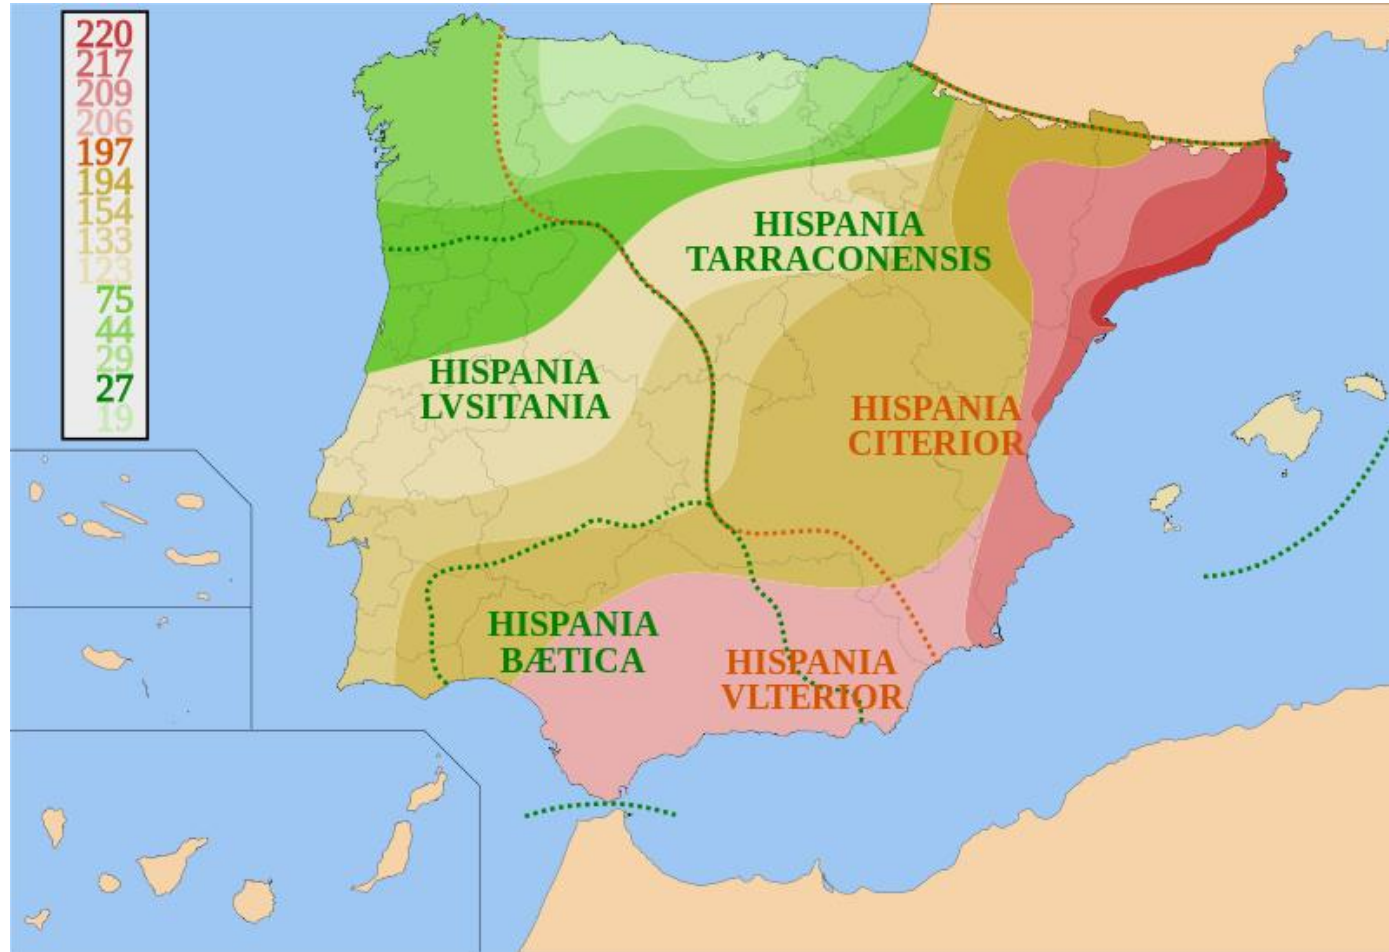 220
217
209
206
197
194
154
133
123
75
44
29
27
19
HISPANIA
TARRACONENSIS
HISPANIA
LVSITANIA
HISPANIA
CITERIOR
HISPANIA
BÆTICA
HISPANIA
VLTERIOR